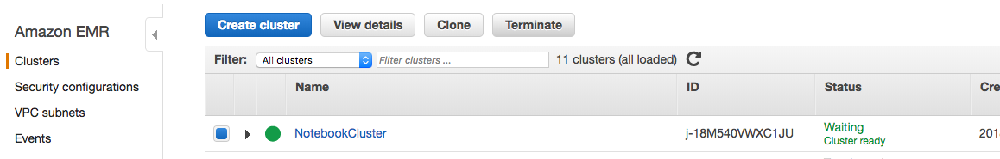 Amazon EMR
Clusters
Security configurations
VPC subnets
Events
Create cluster View details Clone Terminate
Filter: All clusters Filter clusters ... 11 clusters (all loaded)
Name ID Status Cre
NotebookCluster j-18M540VWXC1JU Waiting 201
Cluster ready